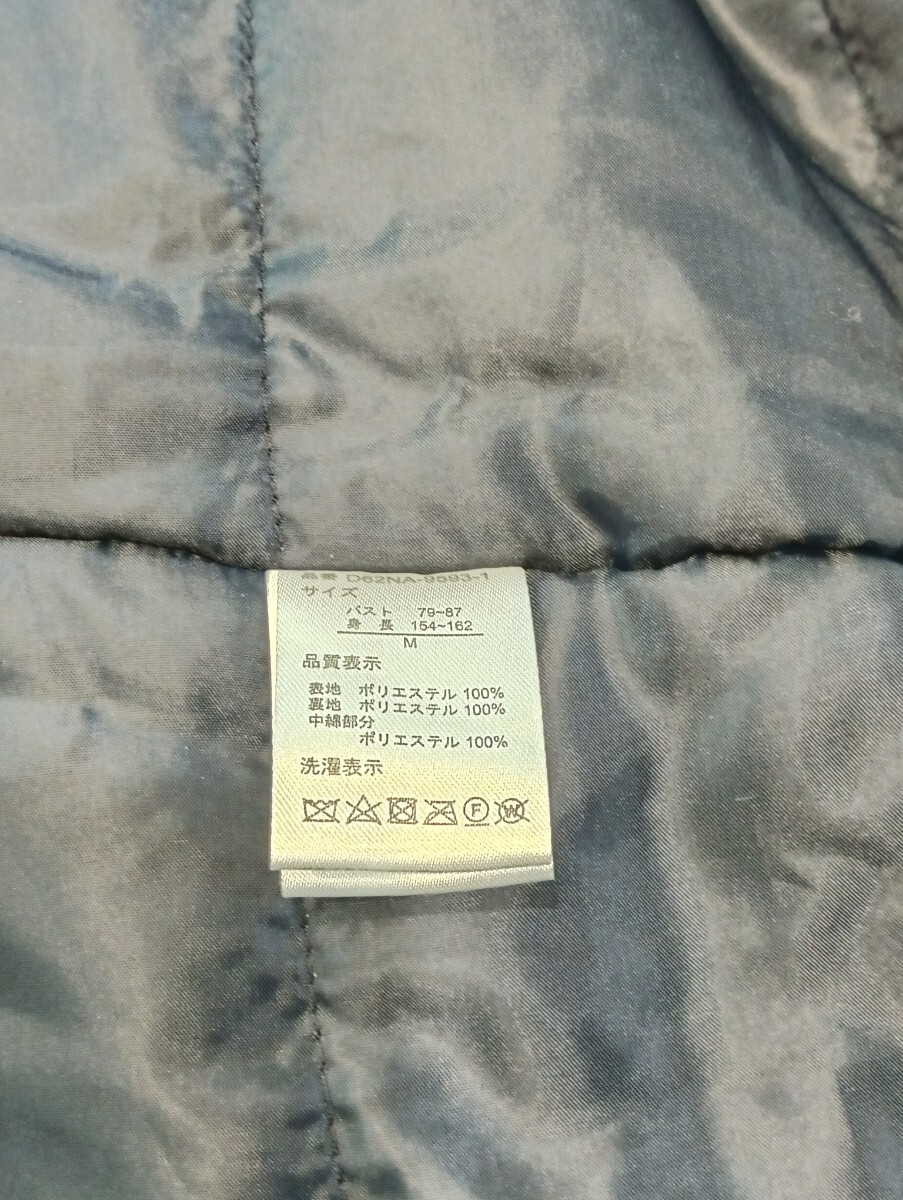 品番 D62NA-9593-1
サイズ
バスト 79~87
身長 154~162
M
品質表示
表地 ポリエステル 100%
裏地 ポリエステル 100%
中綿部分
ポリエステル 100%
洗濯表示
F W